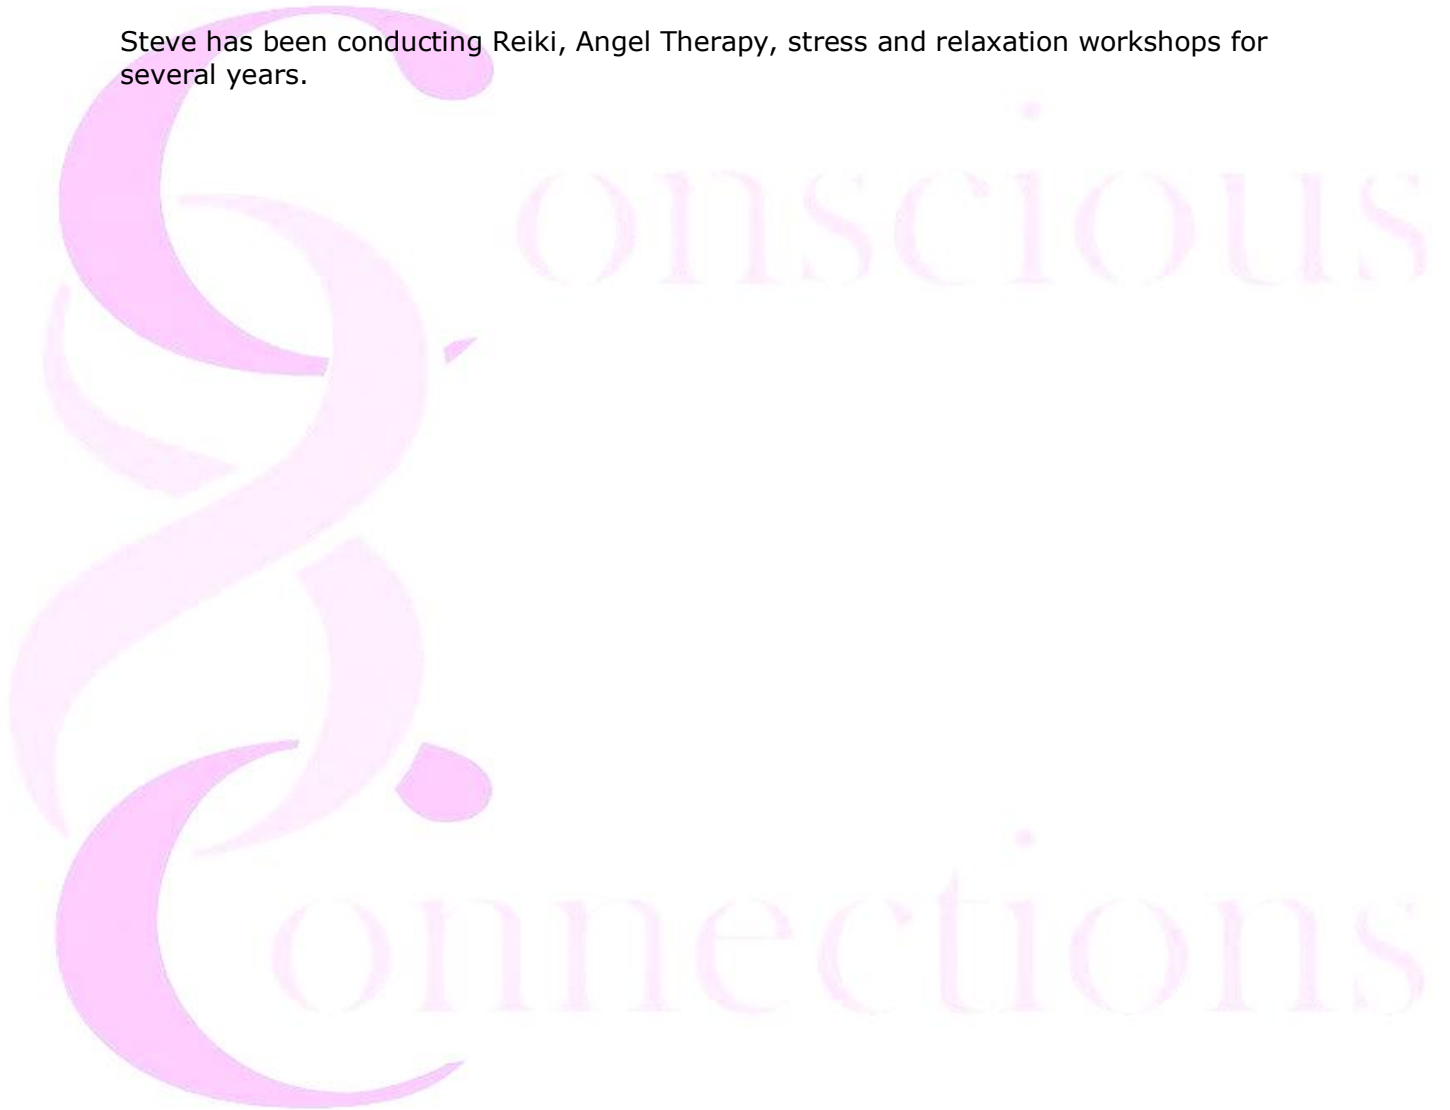 Steve has been conducting Reiki, Angel Therapy, stress and relaxation workshops for
several years.
Conscious
Connections